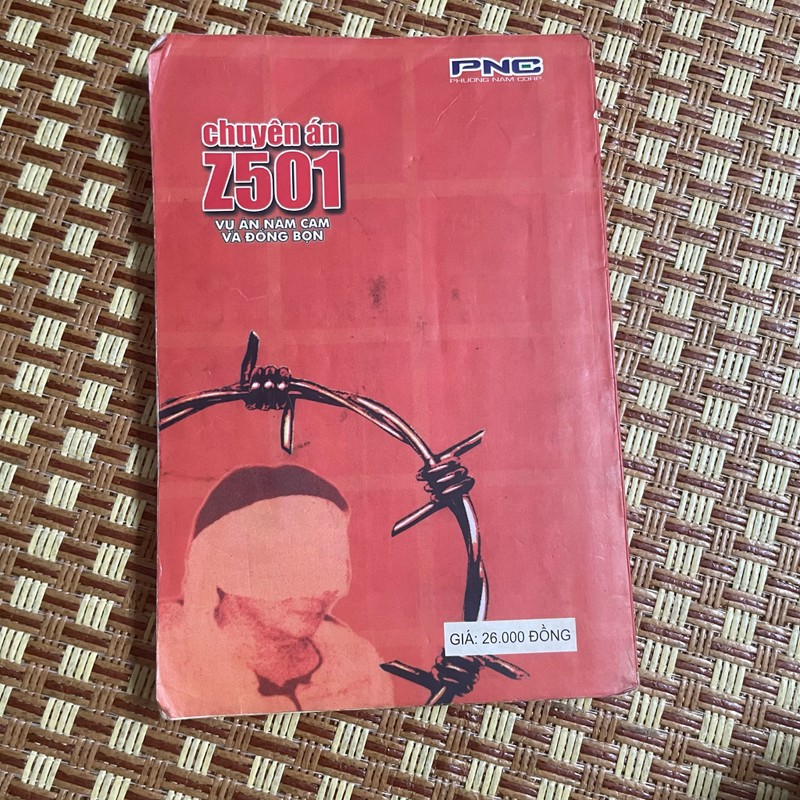 PNC
PHUONG NAM CORP
chuyên án
Z501
VỤ ÁN NĂM CAM
VÀ ĐỒNG BỌN
GIÁ: 26.000 ĐỒNG